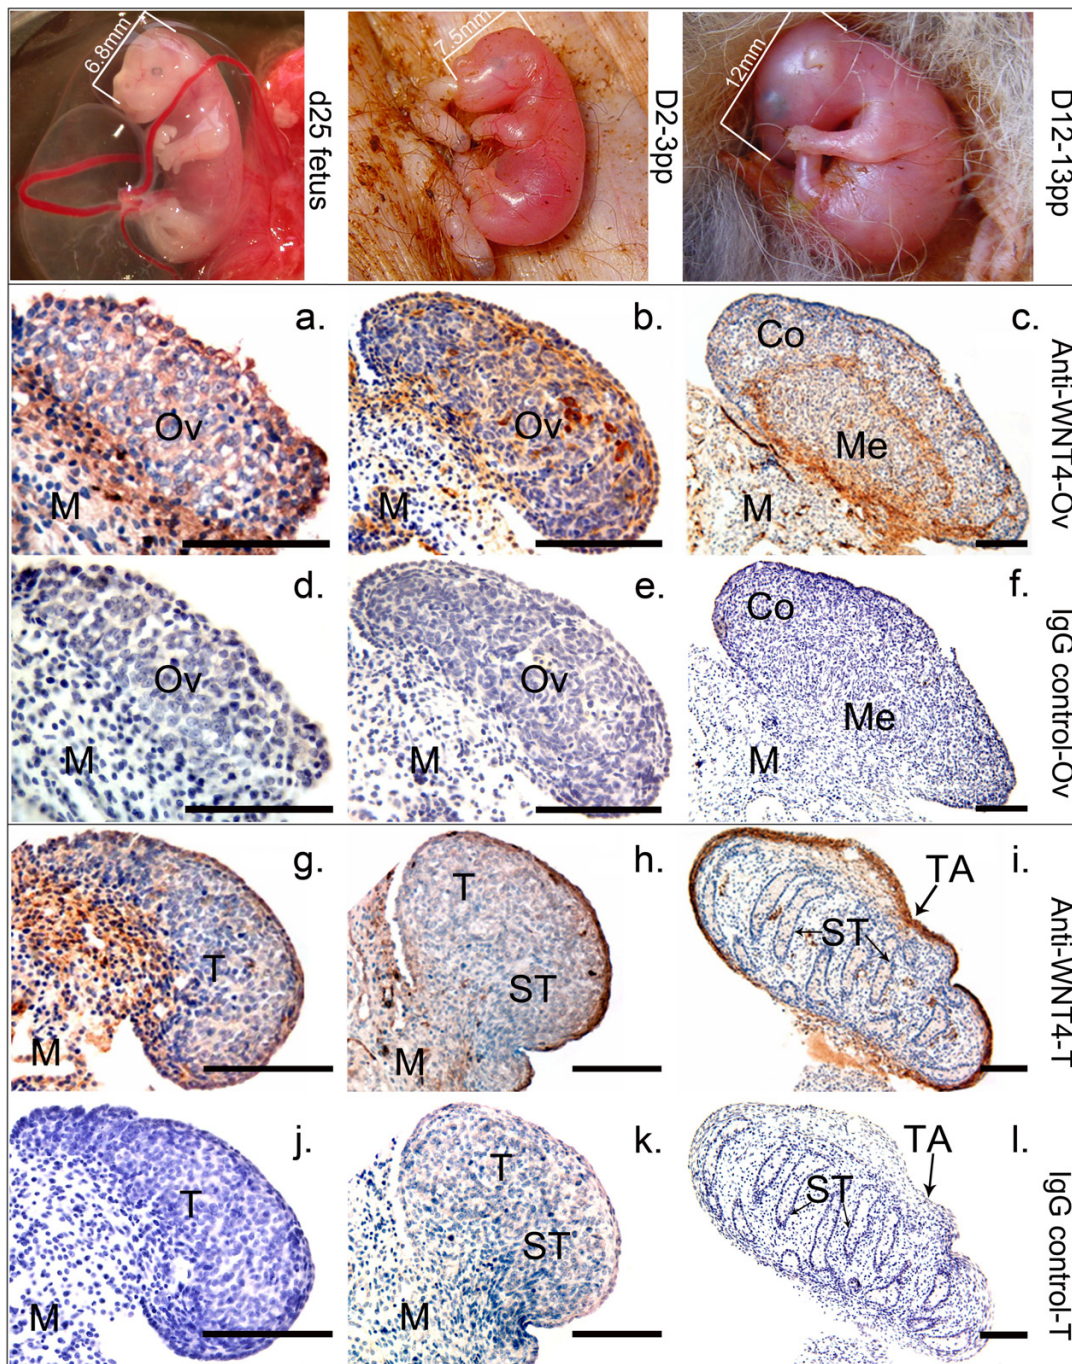 6.8mm
d25 fetus
7.5mm
D2-3pp
12mm
D12-13pp
a.
Ov
M
b.
Ov
M
c.
Co
Me
M
Anti-WNT4-Ov
d.
Ov
M
e.
Ov
M
f.
Co
Me
M
IgG control-Ov
g.
T
M
h.
T
ST
M
i.
TA
ST
Anti-WNT4-T
j.
T
M
k.
T
ST
M
l.
TA
ST
IgG control-T